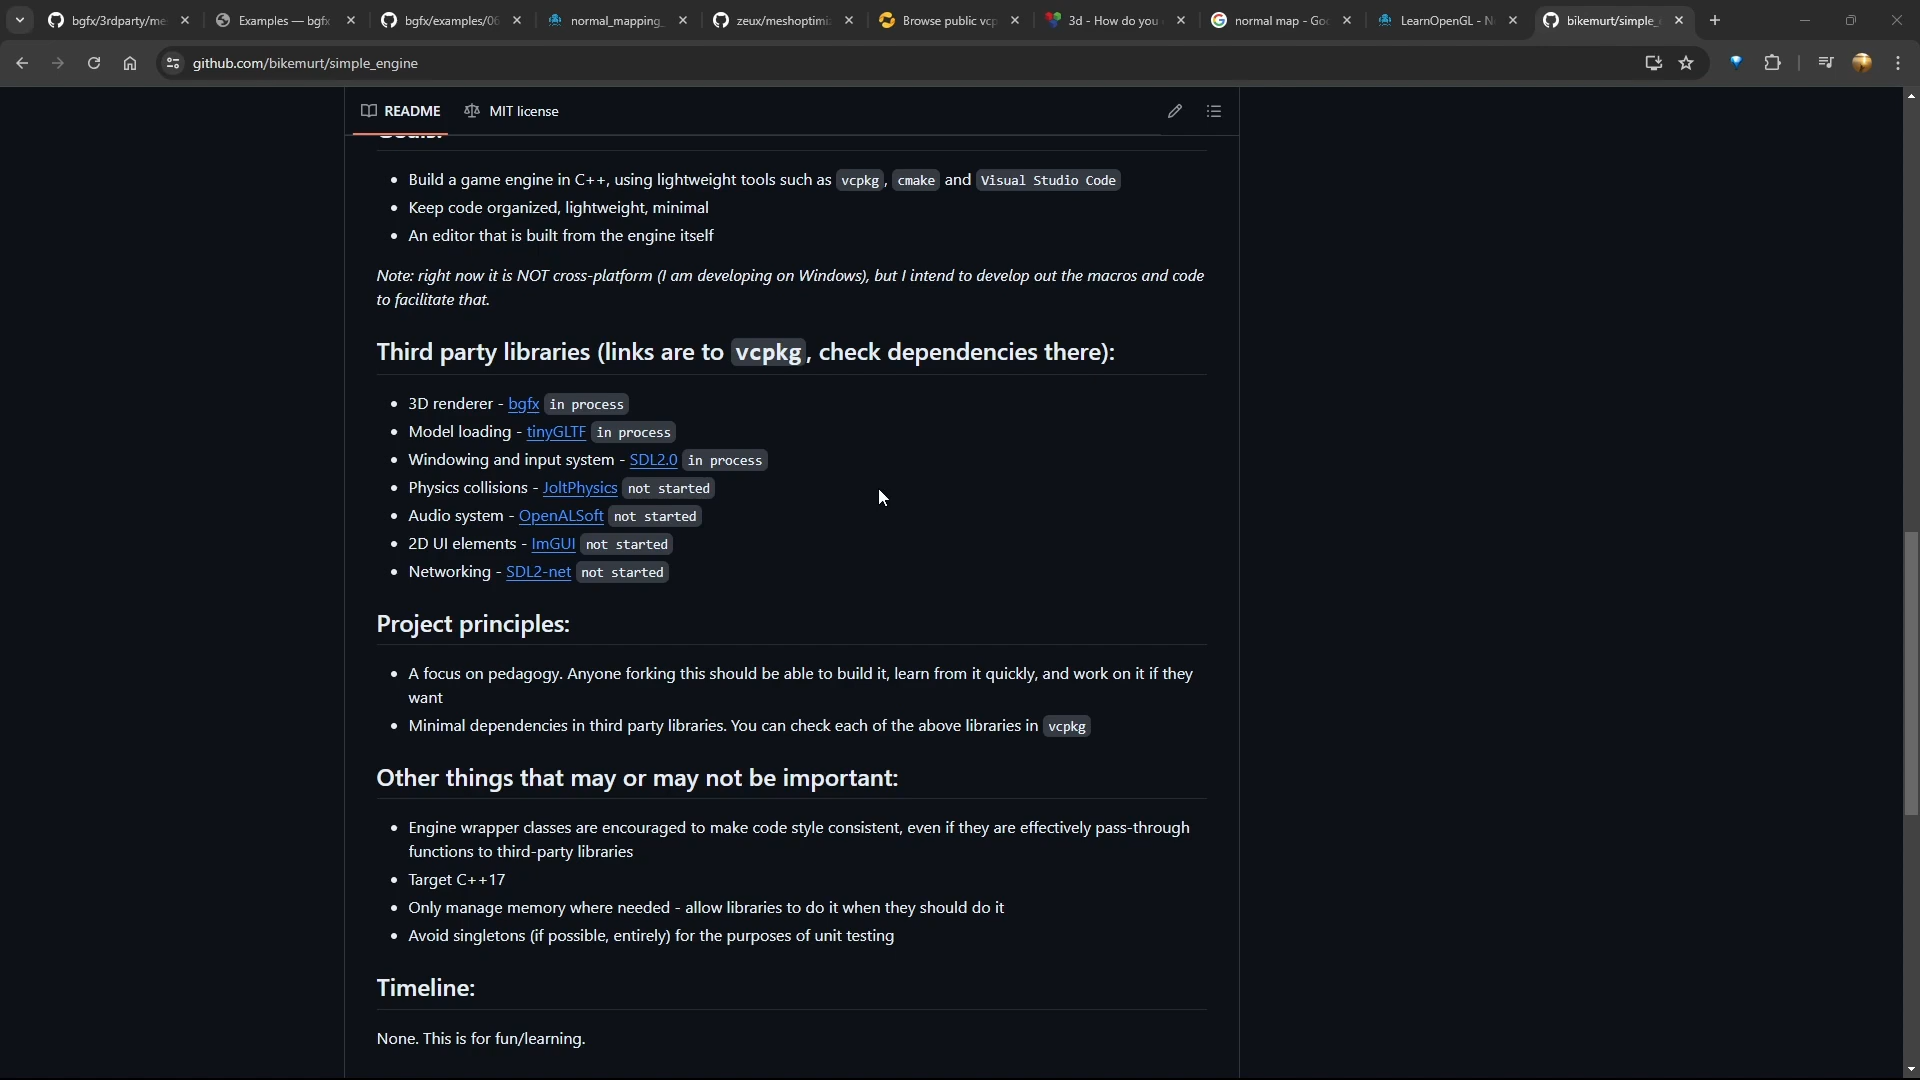 bgfx/3rdparty/me
Examples — bgfx
bgfx/examples/06
normal_mapping_
zeux/meshoptimi
Browse public vcp
3d - How do you
normal map - Goo
LearnOpenGL - N
bikemurt/simple_
github.com/bikemurt/simple_engine
README
MIT license
Goals:
Build a game engine in C++, using lightweight tools such as vcpkg, cmake and Visual Studio Code
Keep code organized, lightweight, minimal
An editor that is built from the engine itself
Note: right now it is NOT cross-platform (I am developing on Windows), but I intend to develop out the macros and code
to facilitate that.
Third party libraries (links are to vcpkg, check dependencies there):
3D renderer - bgfx in process
Model loading - tinyGLTF in process
Windowing and input system - SDL2.0 in process
Physics collisions - JoltPhysics not started
Audio system - OpenALSoft not started
2D UI elements - ImGUI not started
Networking - SDL2-net not started
Project principles:
A focus on pedagogy. Anyone forking this should be able to build it, learn from it quickly, and work on it if they
want
Minimal dependencies in third party libraries. You can check each of the above libraries in vcpkg
Other things that may or may not be important:
Engine wrapper classes are encouraged to make code style consistent, even if they are effectively pass-through
functions to third-party libraries
Target C++17
Only manage memory where needed - allow libraries to do it when they should do it
Avoid singletons (if possible, entirely) for the purposes of unit testing
Timeline:
None. This is for fun/learning.